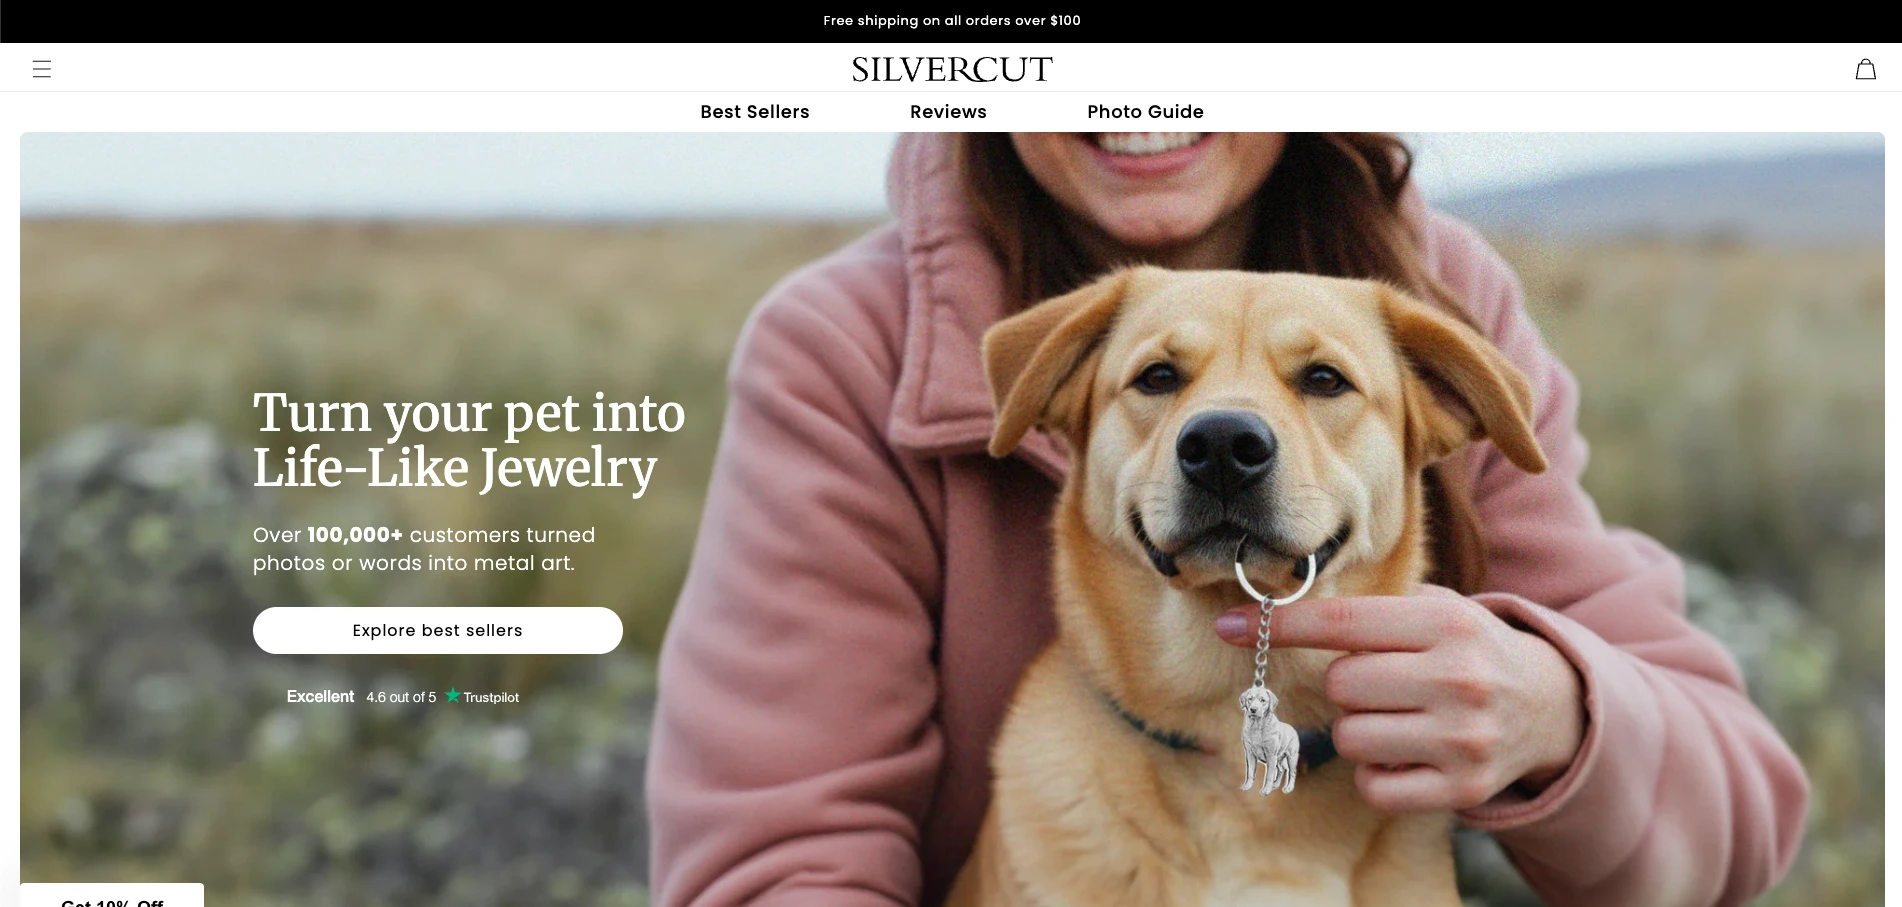 Free shipping on all orders over $100
SILVERCUT
Best Sellers
Reviews
Photo Guide
Turn your pet into
Life-Like Jewelry
Over 100,000+ customers turned
photos or words into metal art.
Explore best sellers
Excellent 4.6 out of 5 Trustpilot
Get 10% Off